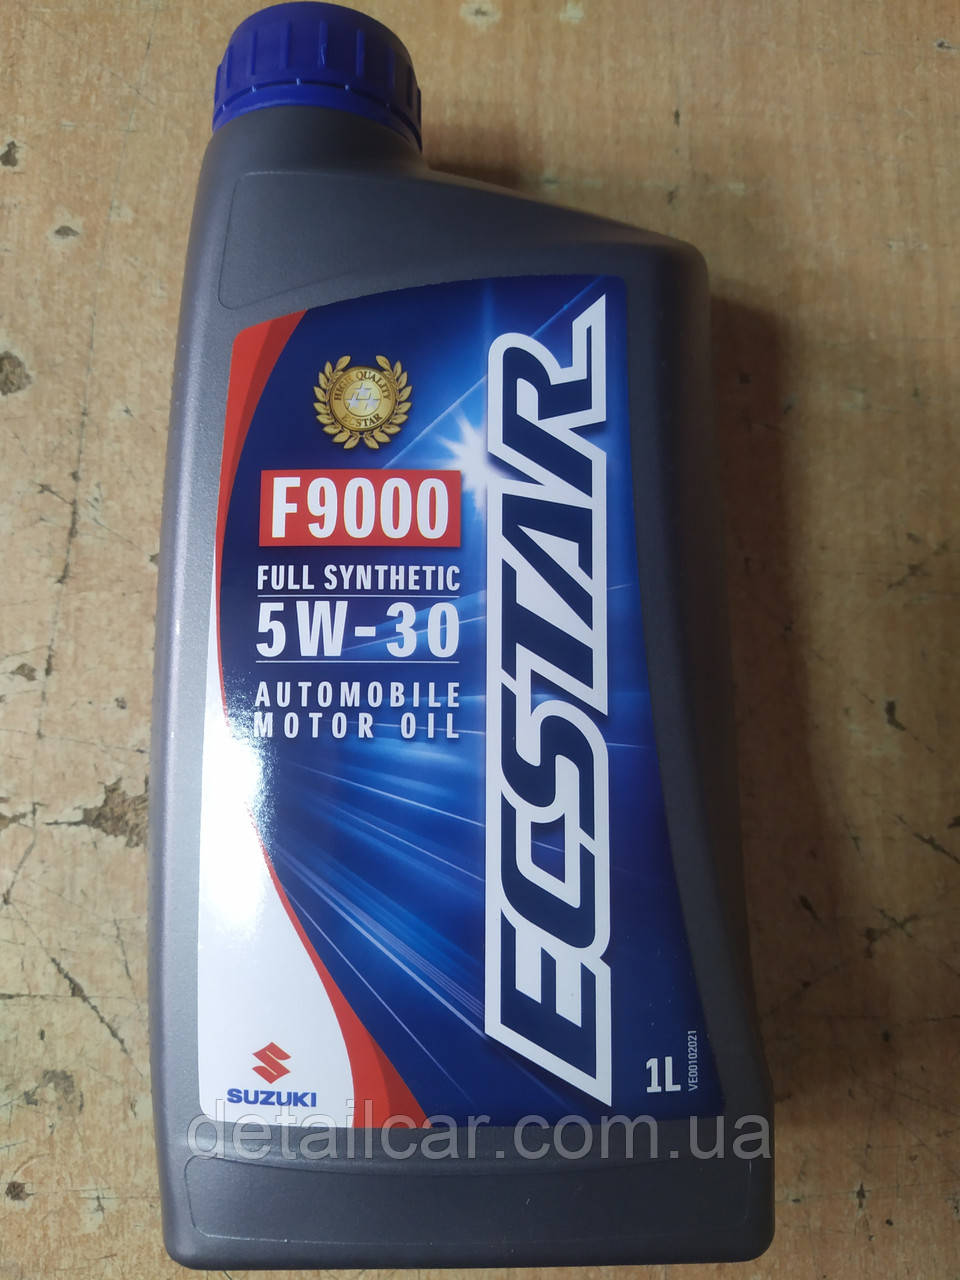 HIGH QUALITY
ECSTAR
F9000
FULL SYNTHETIC
5W-30
AUTOMOBILE
MOTOR OIL
ECSTAR
SUZUKI
1L
VE00102021
detailcar.com.ua